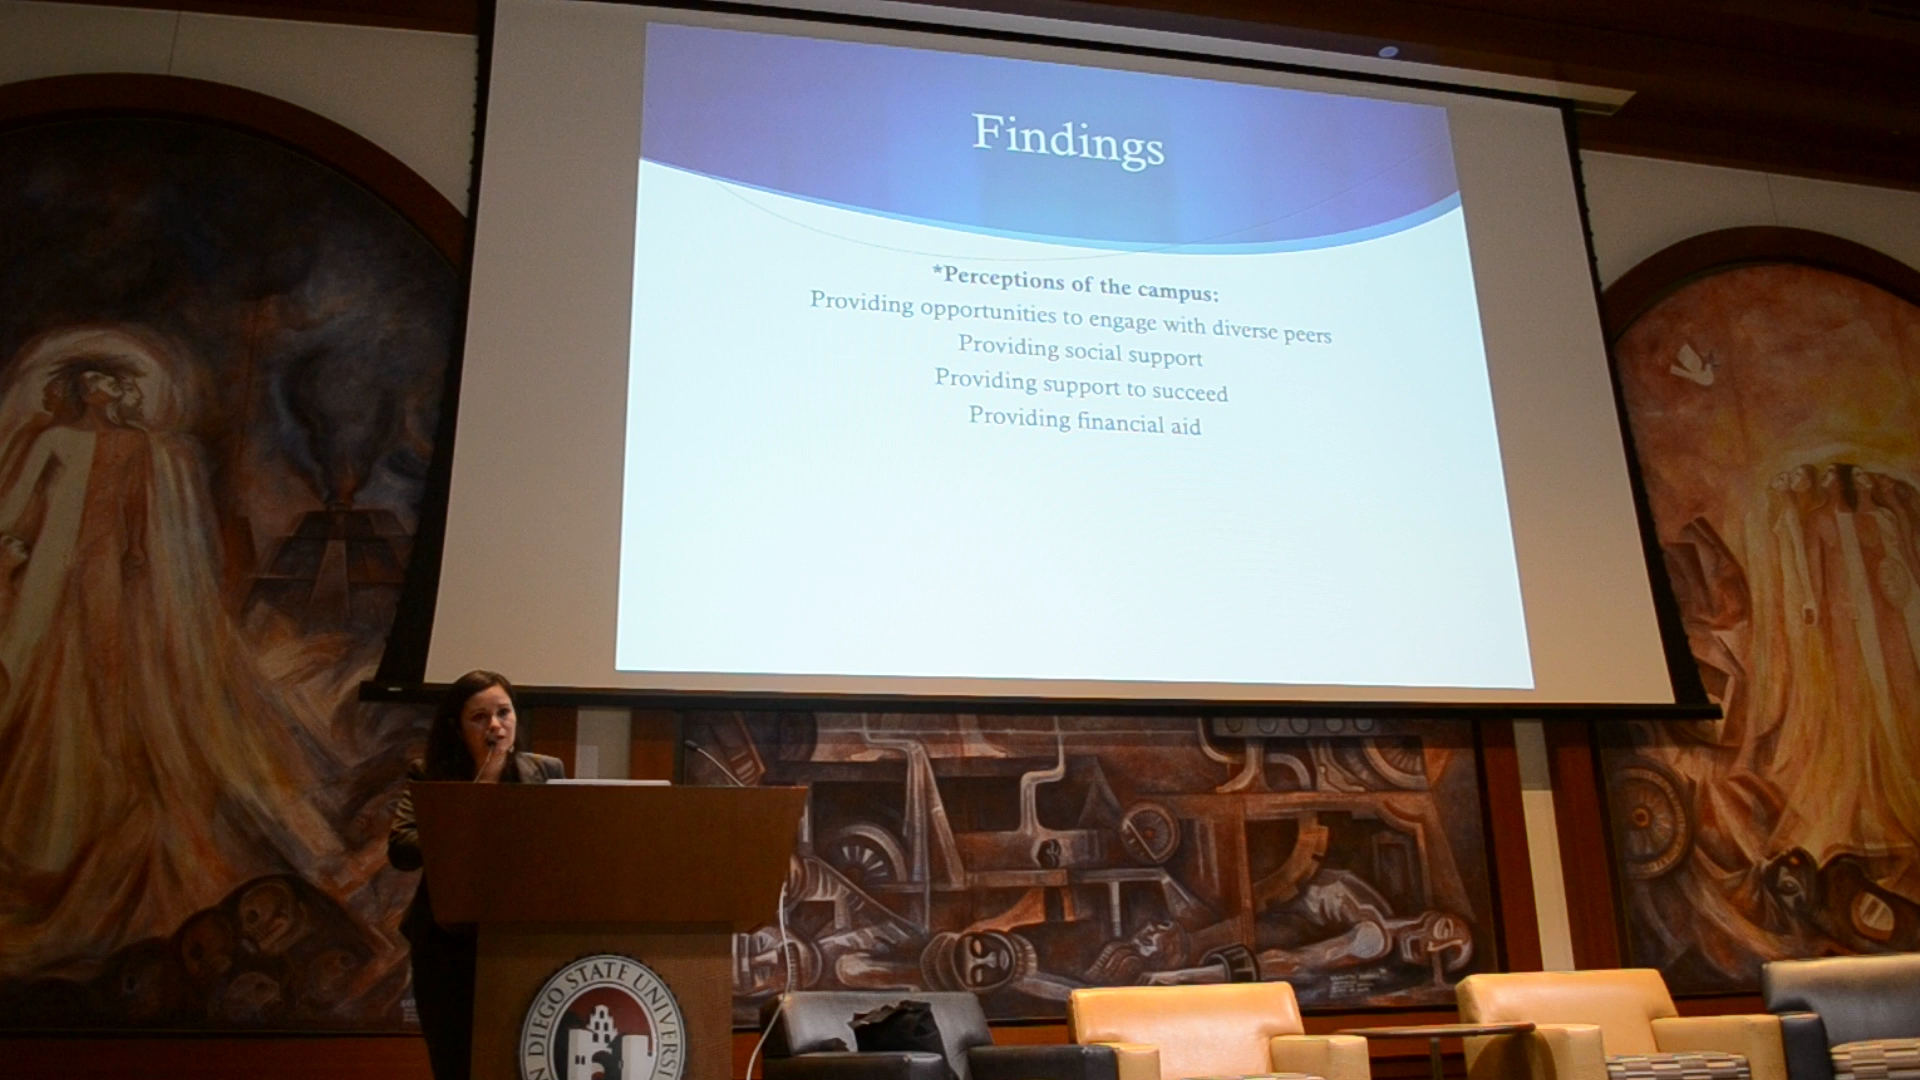 Findings
*Perceptions of the campus:
Providing opportunities to engage with diverse peers
Providing social support
Providing support to succeed
Providing financial aid
N DIEGO STATE UNIVERSI